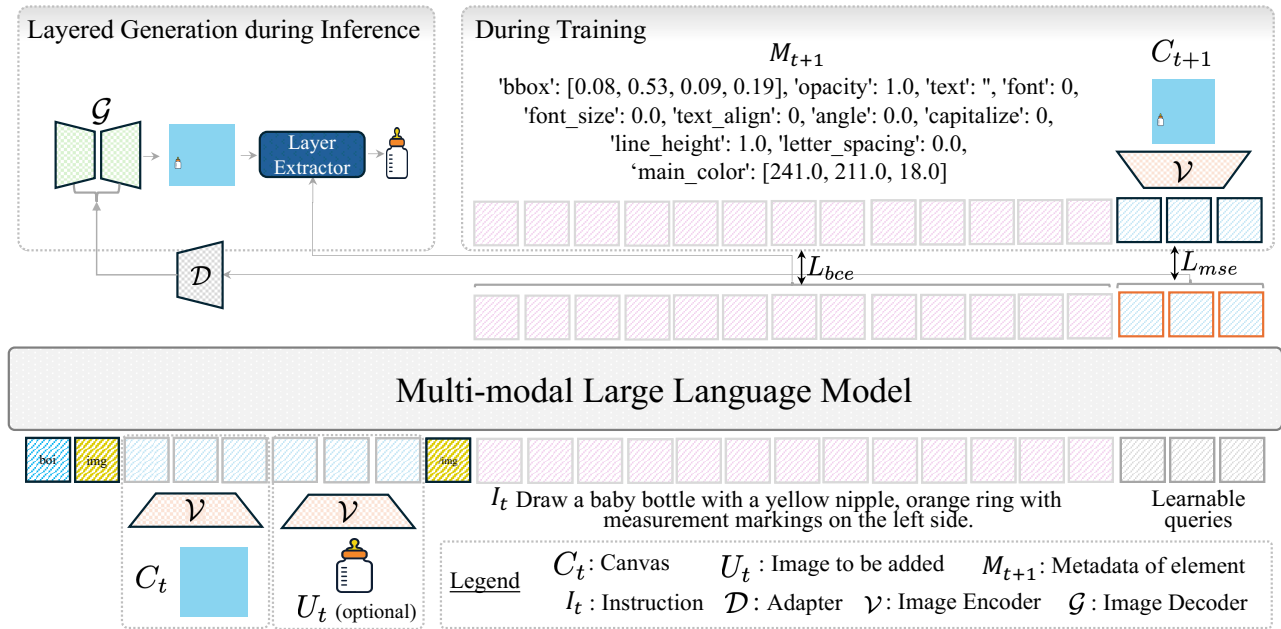 Layered Generation during Inference
𝒢
Layer
Extractor
𝒟
During Training
M_{t+1}
'bbox': [0.08, 0.53, 0.09, 0.19], 'opacity': 1.0, 'text': '', 'font': 0,
'font_size': 0.0, 'text_align': 0, 'angle': 0.0, 'capitalize': 0,
'line_height': 1.0, 'letter_spacing': 0.0,
‘main_color': [241.0, 211.0, 18.0]
C_{t+1}
𝒱
L_{bce}
L_{mse}
Multi-modal Large Language Model
boi
img
img
𝒱
𝒱
C_t
U_t (optional)
I_t Draw a baby bottle with a yellow nipple, orange ring with
measurement markings on the left side.
Learnable
queries
Legend
C_t : Canvas
U_t : Image to be added
M_{t+1}: Metadata of element
I_t : Instruction
𝒟 : Adapter
𝒱 : Image Encoder
𝒢 : Image Decoder